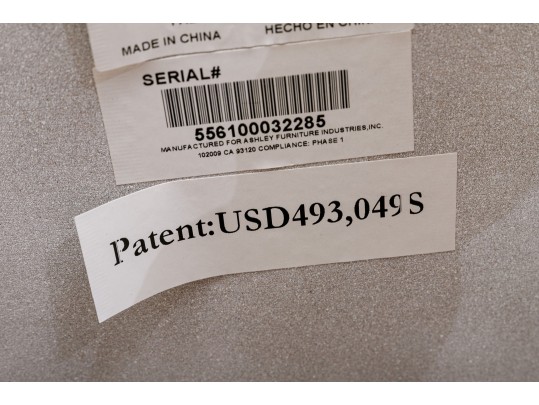 MADE IN CHINA
HECHO EN CHINA
SERIAL#
556100032285
MANUFACTURED FOR ASHLEY FURNITURE INDUSTRIES,INC.
102009 CA 93120 COMPLIANCE: PHASE 1
Patent:USD493,049S